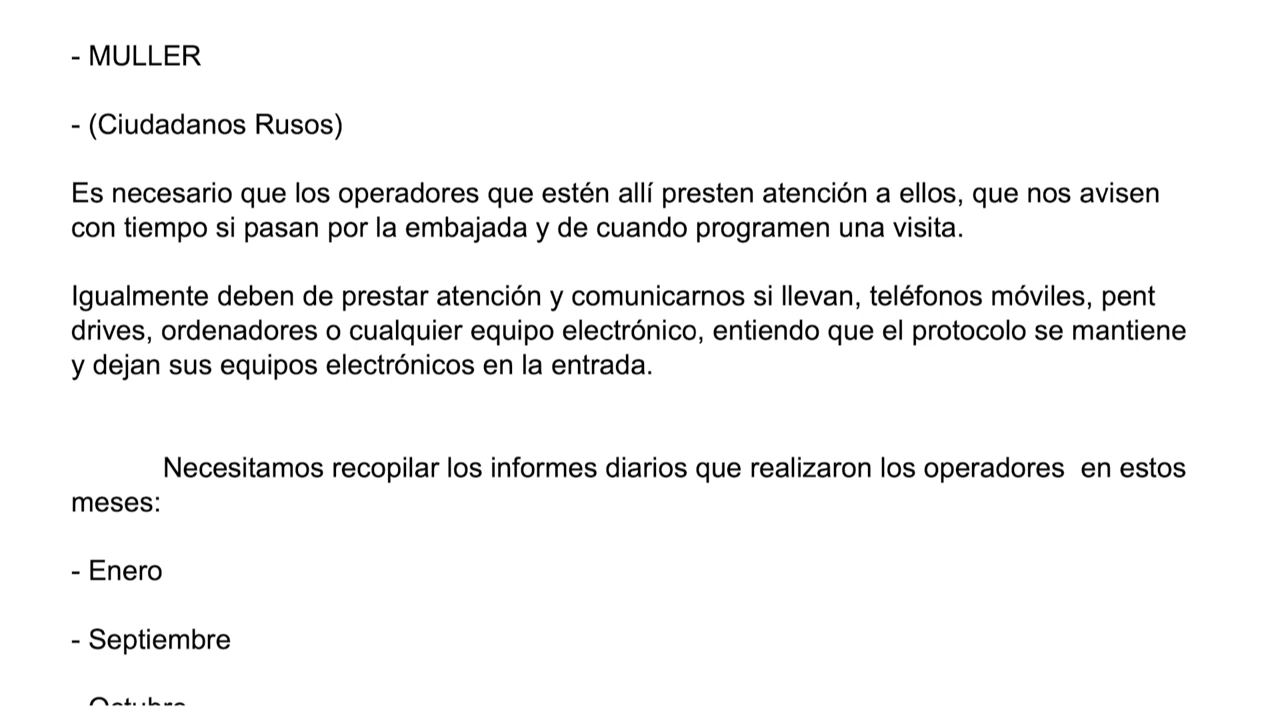 - MULLER
- (Ciudadanos Rusos)
Es necesario que los operadores que estén allí presten atención a ellos, que nos avisen
con tiempo si pasan por la embajada y de cuando programen una visita.
Igualmente deben de prestar atención y comunicarnos si llevan, teléfonos móviles, pent
drives, ordenadores o cualquier equipo electrónico, entiendo que el protocolo se mantiene
y dejan sus equipos electrónicos en la entrada.
Necesitamos recopilar los informes diarios que realizaron los operadores  en estos
meses:
- Enero
- Septiembre
- Octubre